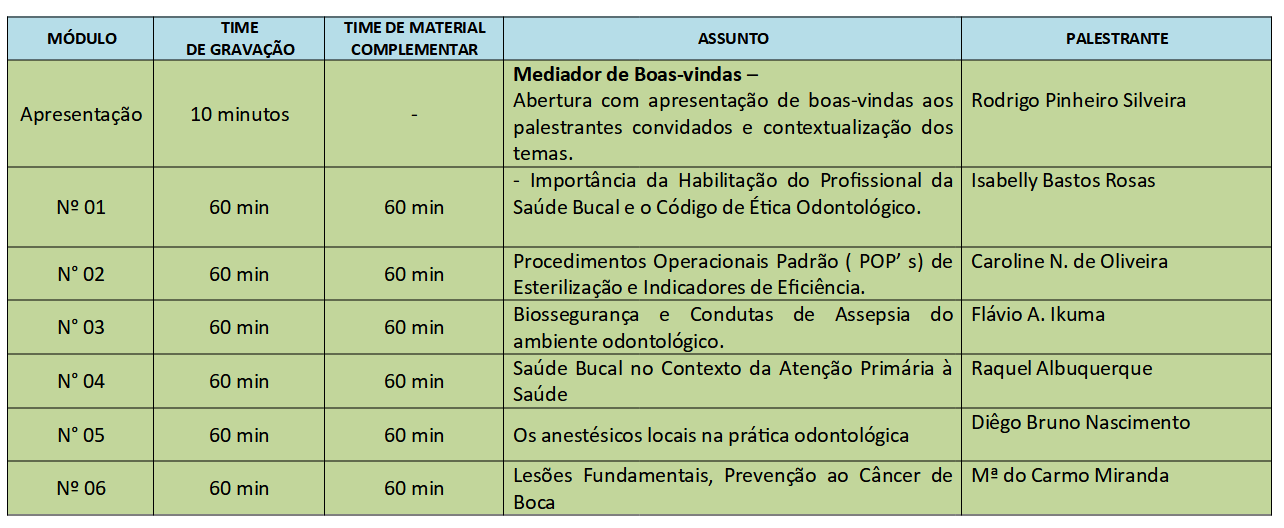 MÓDULO
TIME
DE GRAVAÇÃO
TIME DE MATERIAL
COMPLEMENTAR
ASSUNTO
PALESTRANTE
Apresentação
10 minutos
-
Mediador de Boas-vindas –
Abertura com apresentação de boas-vindas aos
palestrantes convidados e contextualização dos
temas.
Rodrigo Pinheiro Silveira
Nº 01
60 min
60 min
- Importância da Habilitação do Profissional da
Saúde Bucal e o Código de Ética Odontológico.
Isabelly Bastos Rosas
N° 02
60 min
60 min
Procedimentos Operacionais Padrão ( POP’ s) de
Esterilização e Indicadores de Eficiência.
Caroline N. de Oliveira
N° 03
60 min
60 min
Biossegurança e Condutas de Assepsia do
ambiente odontológico.
Flávio A. Ikuma
N° 04
60 min
60 min
Saúde Bucal no Contexto da Atenção Primária à
Saúde
Raquel Albuquerque
N° 05
60 min
60 min
Os anestésicos locais na prática odontológica
Diêgo Bruno Nascimento
Nº 06
60 min
60 min
Lesões Fundamentais, Prevenção ao Câncer de
Boca
Mª do Carmo Miranda